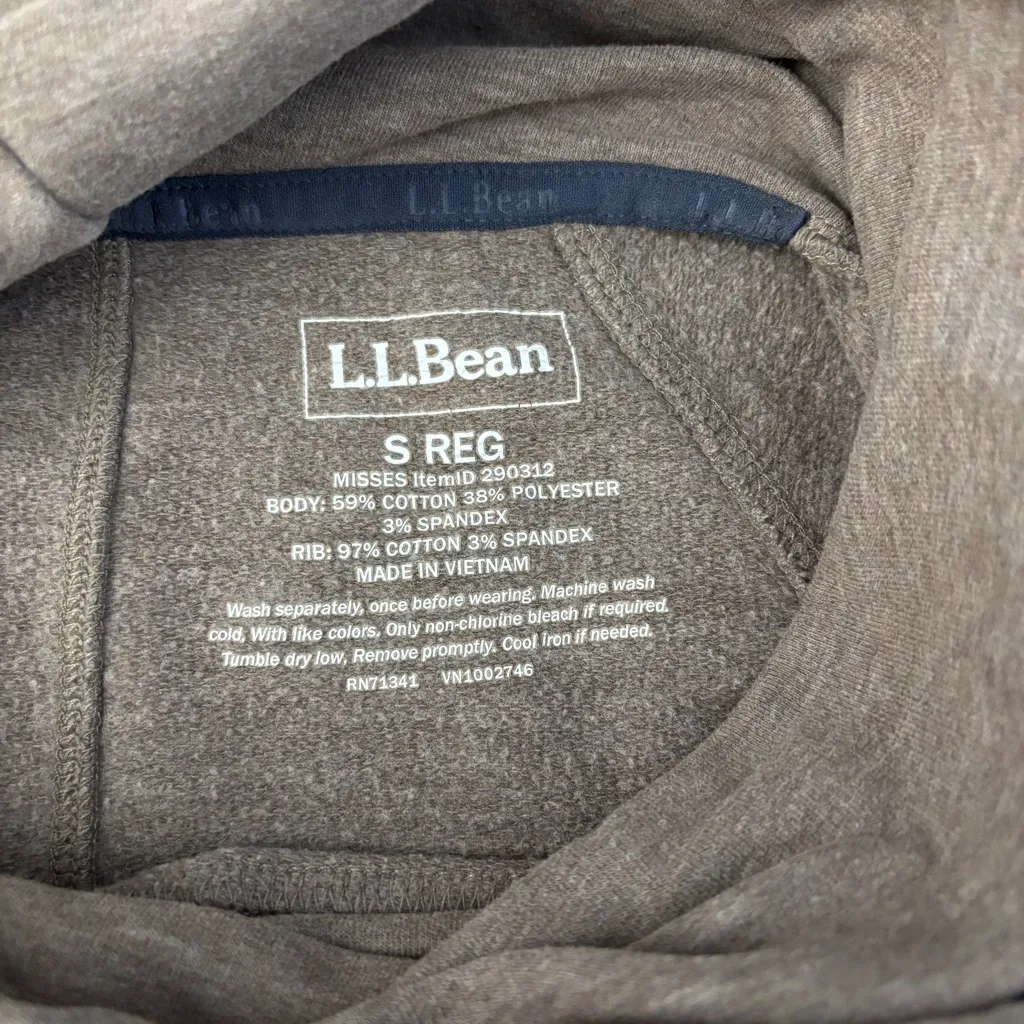 L.L.Bean
L.L.Bean
S REG
MISSES ItemID 290312
BODY: 59% COTTON 38% POLYESTER
3% SPANDEX
RIB: 97% COTTON 3% SPANDEX
MADE IN VIETNAM
Wash separately, once before wearing. Machine wash
cold, With like colors. Only non-chlorine bleach if required.
Tumble dry low, Remove promptly. Cool iron if needed.
RN71341 VN1002746